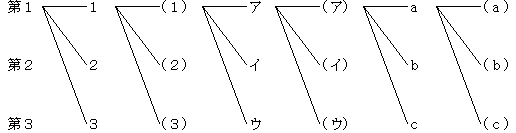 第１ １ （１） ア （ア） ａ （ａ）
第２ ２ （２） イ （イ） ｂ （ｂ）
第３ ３ （３） ウ （ウ） ｃ （ｃ）